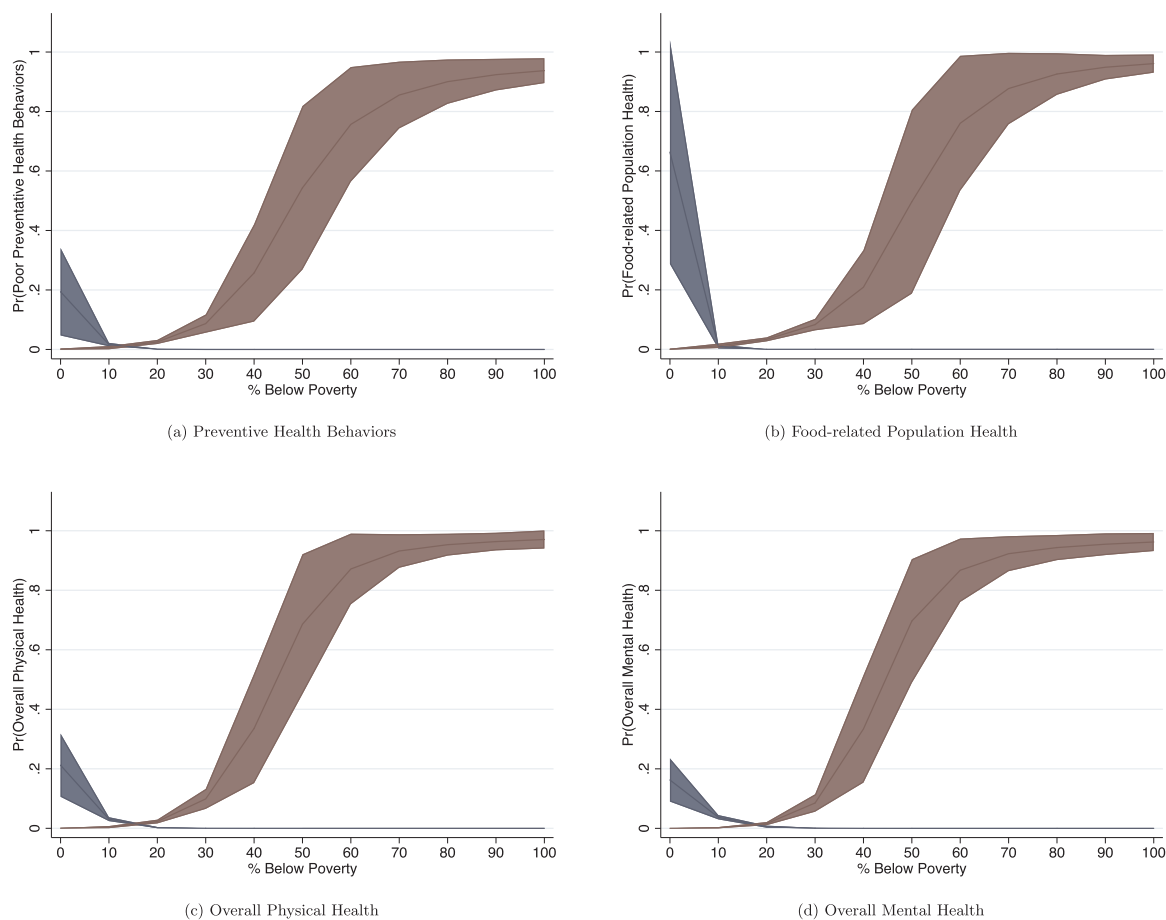 Pr(Poor Preventative Health Behaviors)
0 .2 .4 .6 .8 1
0 10 20 30 40 50 60 70 80 90 100
% Below Poverty
(a) Preventive Health Behaviors
Pr(Food-related Population Health)
0 .2 .4 .6 .8 1
0 10 20 30 40 50 60 70 80 90 100
% Below Poverty
(b) Food-related Population Health
Pr(Overall Physical Health)
0 .2 .4 .6 .8 1
0 10 20 30 40 50 60 70 80 90 100
% Below Poverty
(c) Overall Physical Health
Pr(Overall Mental Health)
0 .2 .4 .6 .8 1
0 10 20 30 40 50 60 70 80 90 100
% Below Poverty
(d) Overall Mental Health